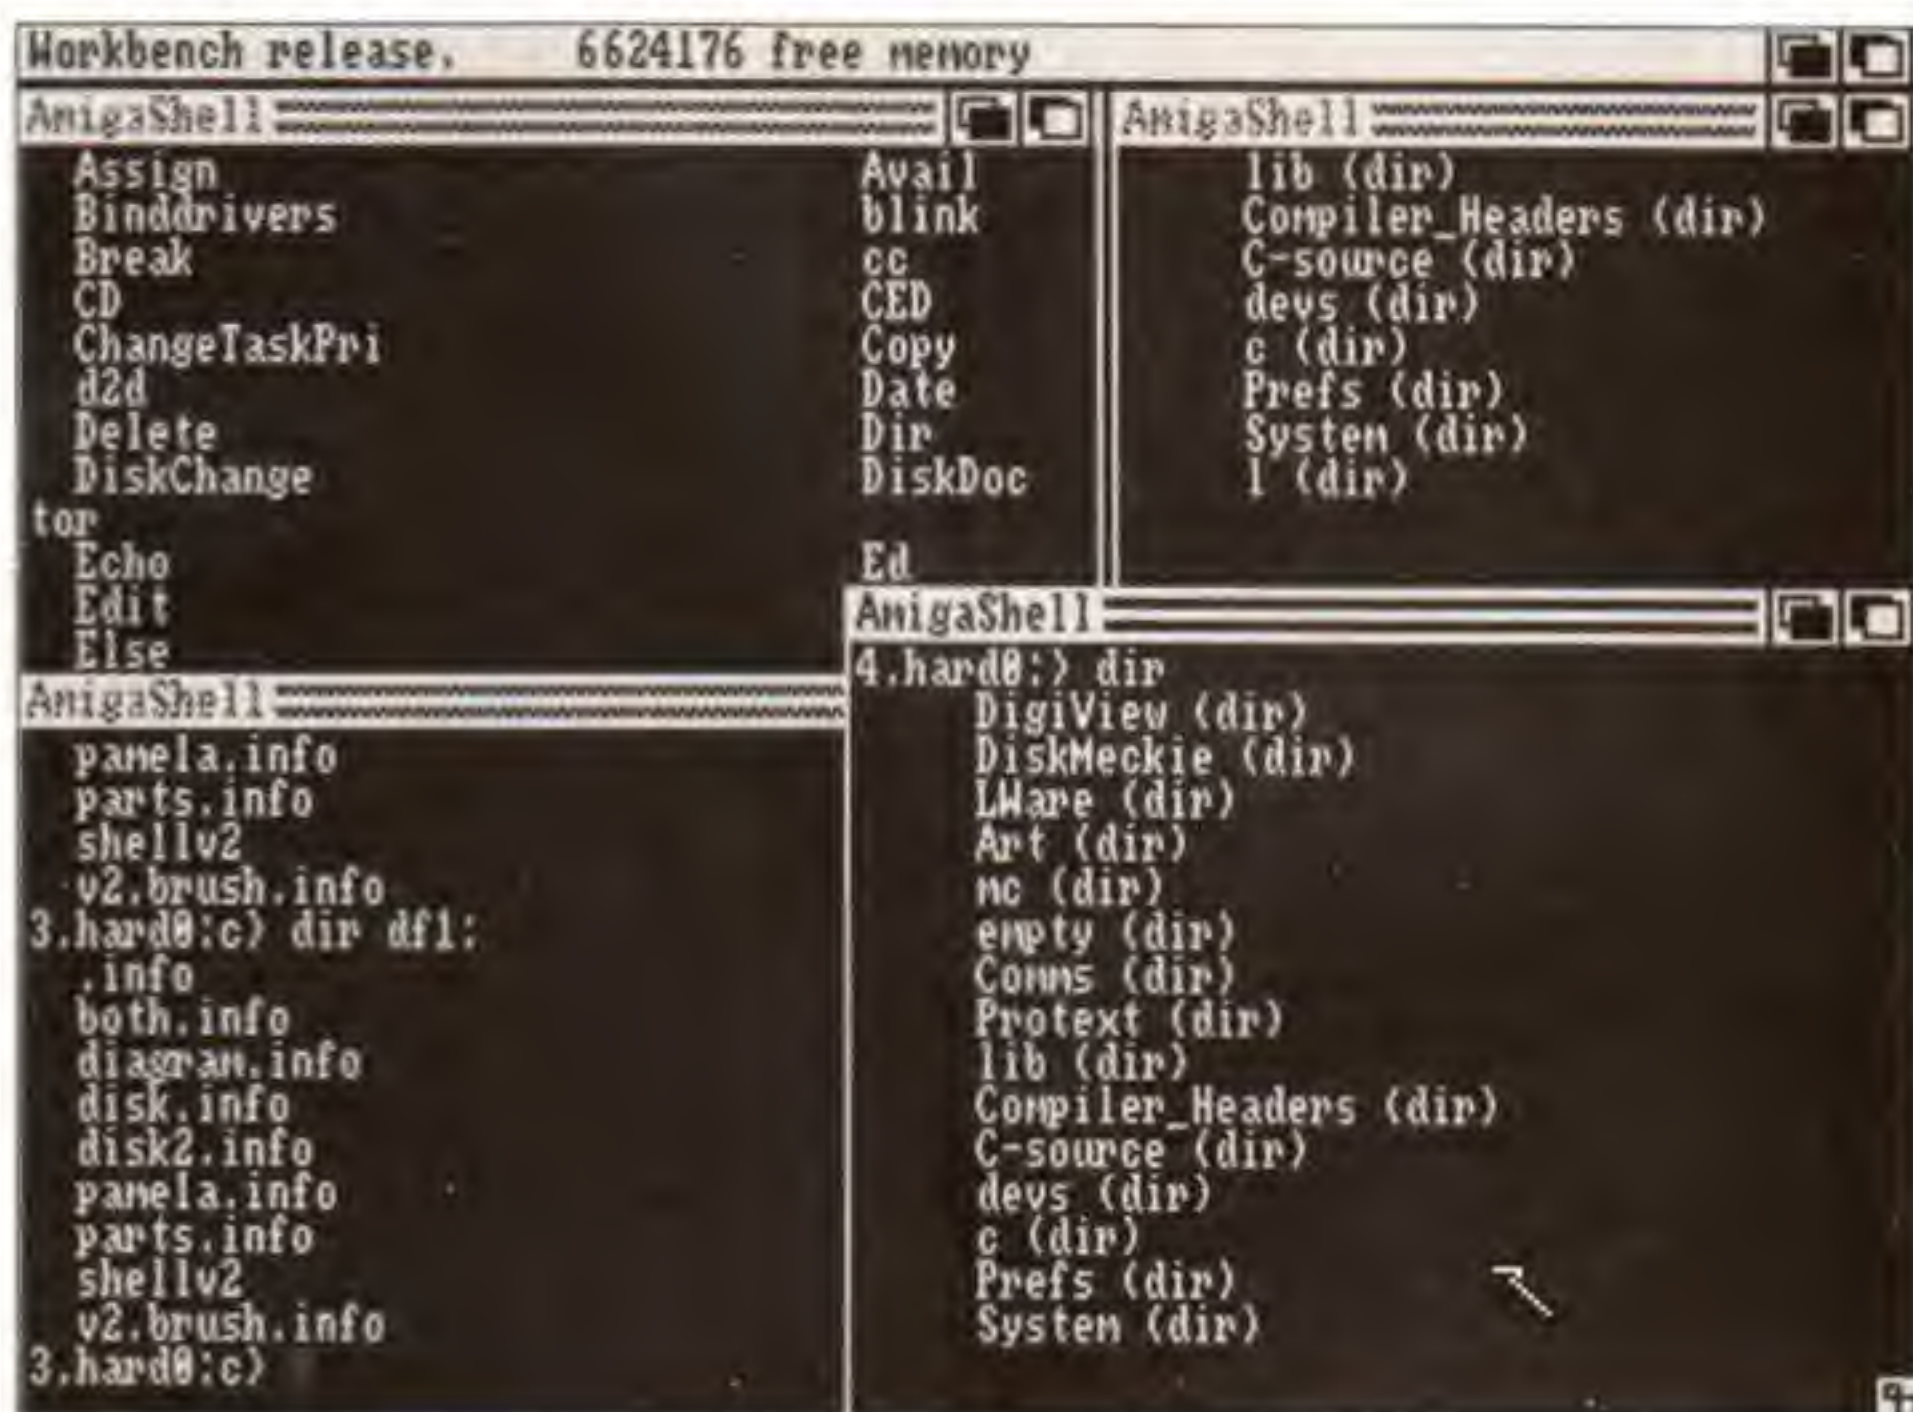 Workbench release. 6624176 free memory
AmigaShell
Assign Avail
Binddrivers blink
Break cc
CD CED
ChangeTaskPri Copy
d2d Date
Delete Dir
DiskChange DiskDoc
tor
Echo Ed
Edit
Else
AmigaShell
lib (dir)
Compiler_Headers (dir)
C-source (dir)
devs (dir)
c (dir)
Prefs (dir)
System (dir)
l (dir)
AmigaShell
pamela.info
parts.info
shellv2
v2.brush.info
3.hard0:c> dir df1:
.info
both.info
diagram.info
disk.info
disk2.info
pamela.info
parts.info
shellv2
v2.brush.info
3.hard0:c>
AmigaShell
4.hard0:> dir
DigiView (dir)
DiskMeckie (dir)
LWare (dir)
Art (dir)
mc (dir)
empty (dir)
Comms (dir)
Protext (dir)
lib (dir)
Compiler_Headers (dir)
C-source (dir)
devs (dir)
c (dir)
Prefs (dir)
System (dir)